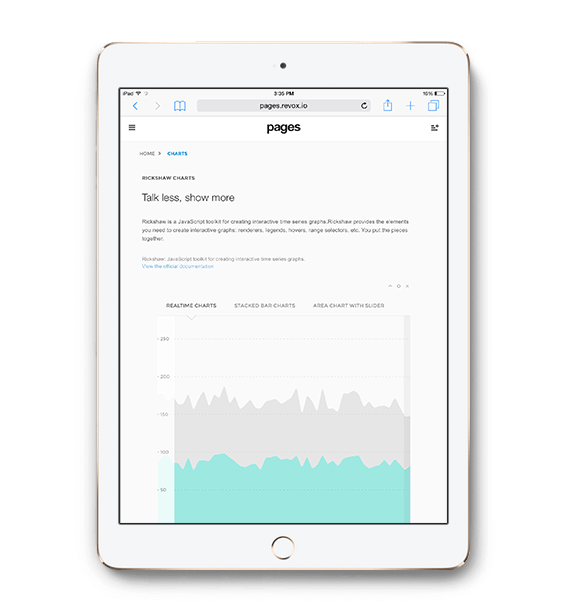 iPad 3:35 PM 15%
pages.revox.io
pages
HOME > CHARTS
RICKSHAW CHARTS
Talk less, show more
Rickshaw is a JavaScript toolkit for creating interactive time series graphs.Rickshaw provides the elements
you need to create interactive graphs: renderers, legends, hovers, range selectors, etc. You put the pieces
together.
Rickshaw: JavaScript toolkit for creating interactive time series graphs.
View the official documentation
REALTIME CHARTS STACKED BAR CHARTS AREA CHART WITH SLIDER
250
200
150
100
50